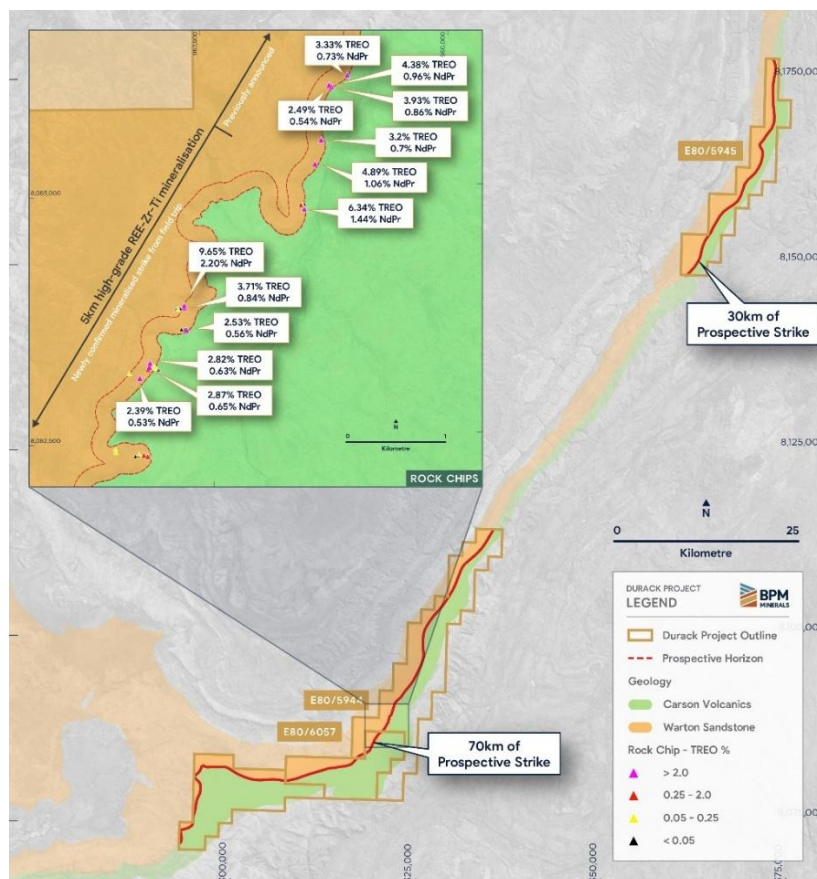 3.33% TREO
0.73% NdPr
4.38% TREO
0.96% NdPr
2.49% TREO
0.54% NdPr
3.93% TREO
0.86% NdPr
3.2% TREO
0.7% NdPr
4.89% TREO
1.06% NdPr
6.34% TREO
1.44% NdPr
9.65% TREO
2.20% NdPr
3.71% TREO
0.84% NdPr
2.53% TREO
0.56% NdPr
2.82% TREO
0.63% NdPr
2.87% TREO
0.65% NdPr
2.39% TREO
0.53% NdPr
Previously announced
5km high-grade REE-Zr-Ti mineralisation
Newly confirmed mineralised strike from field trip
8,085,000
8,082,500
N
0 1
Kilometre
ROCK CHIPS
8,1750,00
E80/5945
8,150,00
30km of
Prospective Strike
8,125,00
N
0 25
Kilometre
E80/5944
E80/6057
70km of
Prospective Strike
DURACK PROJECT
LEGEND
BPM
MINERALS
Durack Project Outline
Prospective Horizon
Geology
Carson Volcanics
Warton Sandstone
Rock Chip - TREO %
> 2.0
0.25 - 2.0
0.05 - 0.25
< 0.05